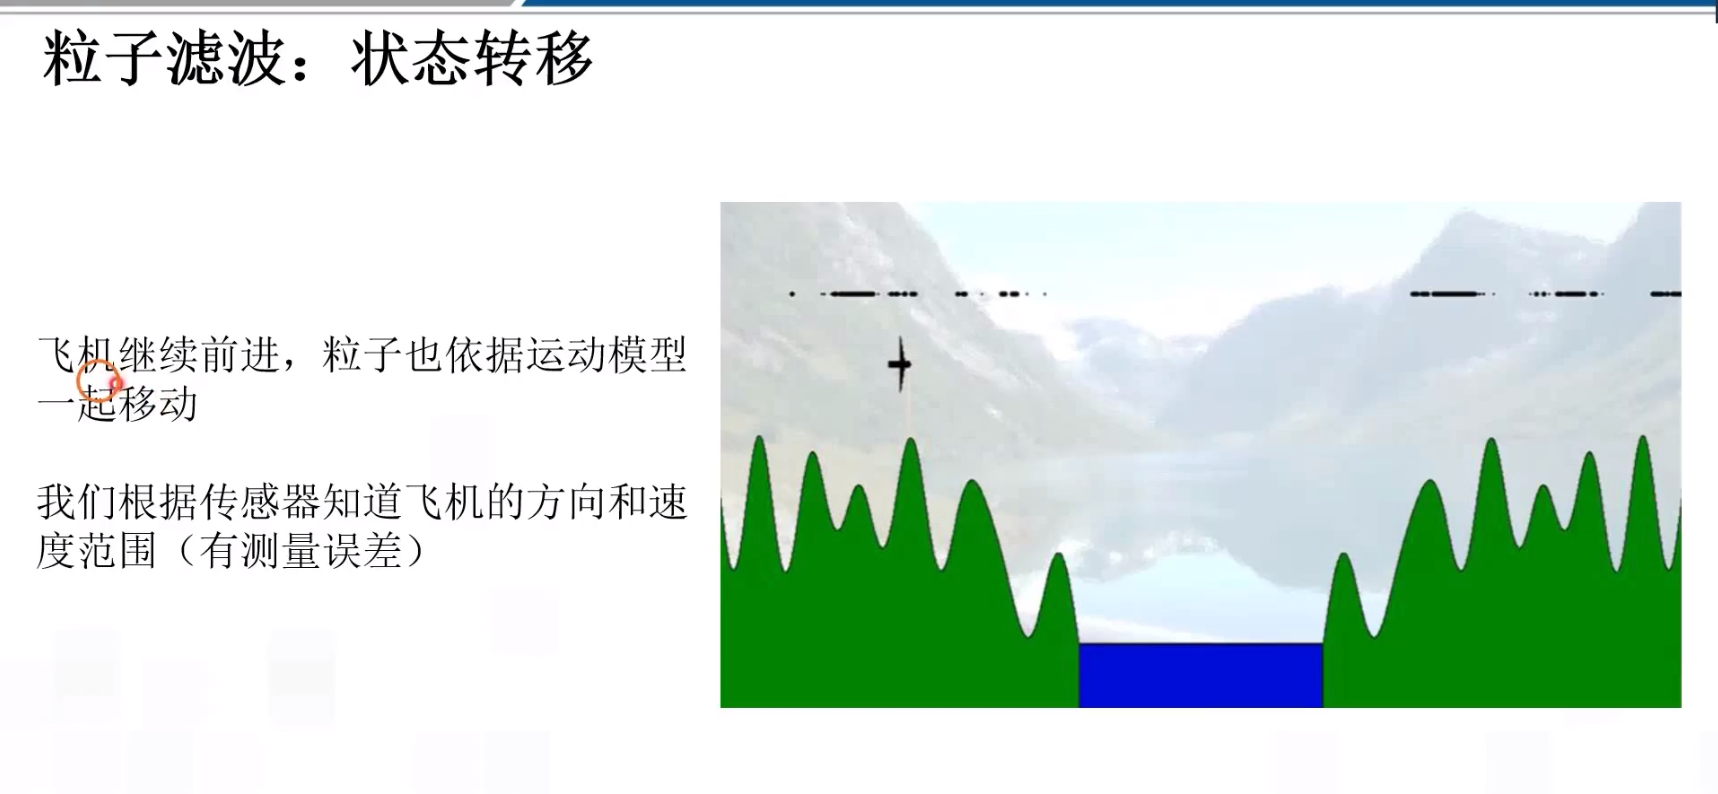 粒子滤波：状态转移
飞机继续前进，粒子也依据运动模型
一起移动
我们根据传感器知道飞机的方向和速
度范围（有测量误差）